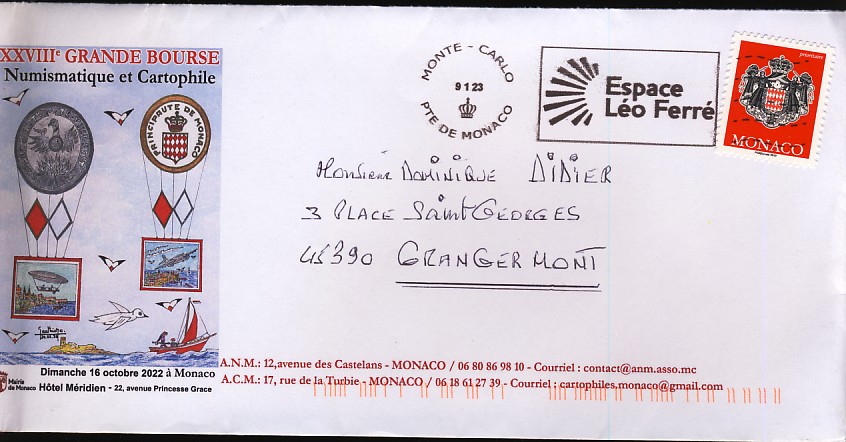 XXVIIIe GRANDE BOURSE
Numismatique et Cartophile
PRINCIPAUTE DE MONACO
Dimanche 16 octobre 2022 à Monaco
Mairie
de Monaco
Hôtel Méridien - 22, avenue Princesse Grace
MONTE - CARLO
9 1 23
PTE DE MONACO
Espace
Léo Ferré
prioritaire
MONACO
Monsieur DOMINIQUE DIDIER
3 PLACE SAINT GEORGES
45390 GRANGERMONT
A.N.M.: 12,avenue des Castelans - MONACO / 06 80 86 98 10 - Courriel : contact@anm.asso.mc
A.C.M.: 17, rue de la Turbie - MONACO / 06 18 61 27 39 - Courriel : cartophiles.monaco@gmail.com